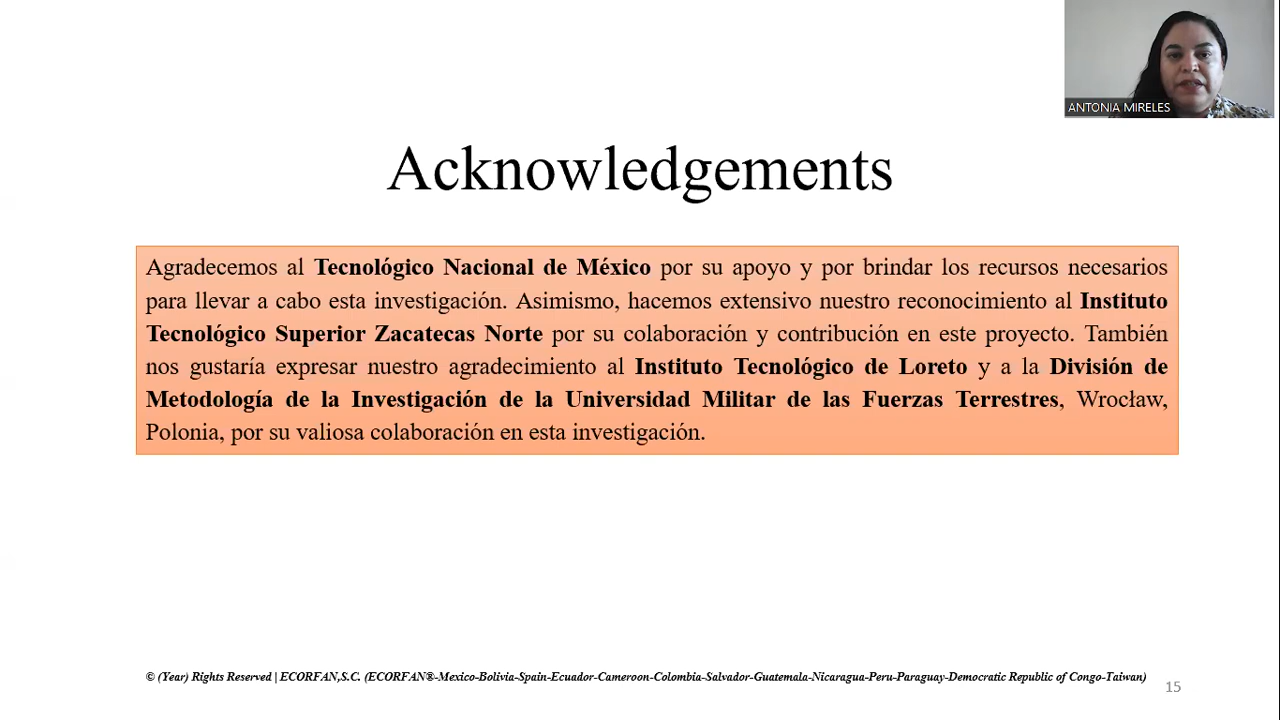 ANTONIA MIRELES
Acknowledgements
Agradecemos al Tecnológico Nacional de México por su apoyo y por brindar los recursos necesarios
para llevar a cabo esta investigación. Asimismo, hacemos extensivo nuestro reconocimiento al Instituto
Tecnológico Superior Zacatecas Norte por su colaboración y contribución en este proyecto. También
nos gustaría expresar nuestro agradecimiento al Instituto Tecnológico de Loreto y a la División de
Metodología de la Investigación de la Universidad Militar de las Fuerzas Terrestres, Wrocław,
Polonia, por su valiosa colaboración en esta investigación.
© (Year) Rights Reserved | ECORFAN,S.C. (ECORFAN®-Mexico-Bolivia-Spain-Ecuador-Cameroon-Colombia-Salvador-Guatemala-Nicaragua-Peru-Paraguay-Democratic Republic of Congo-Taiwan)
15